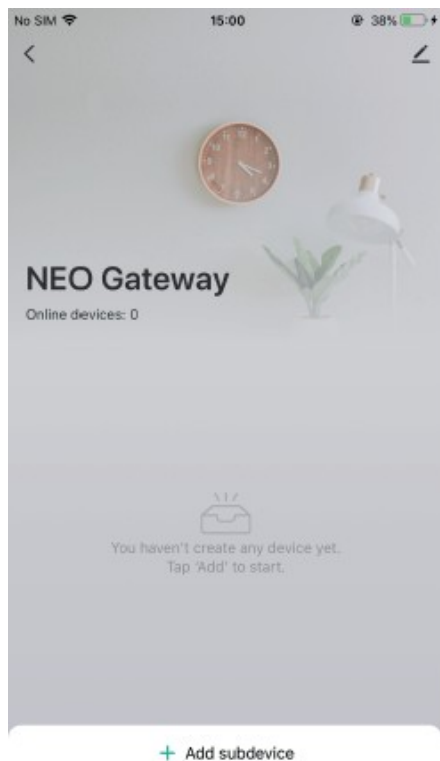 No SIM 15:00 38%
NEO Gateway
Online devices: 0
You haven't create any device yet.
Tap 'Add' to start.
+ Add subdevice